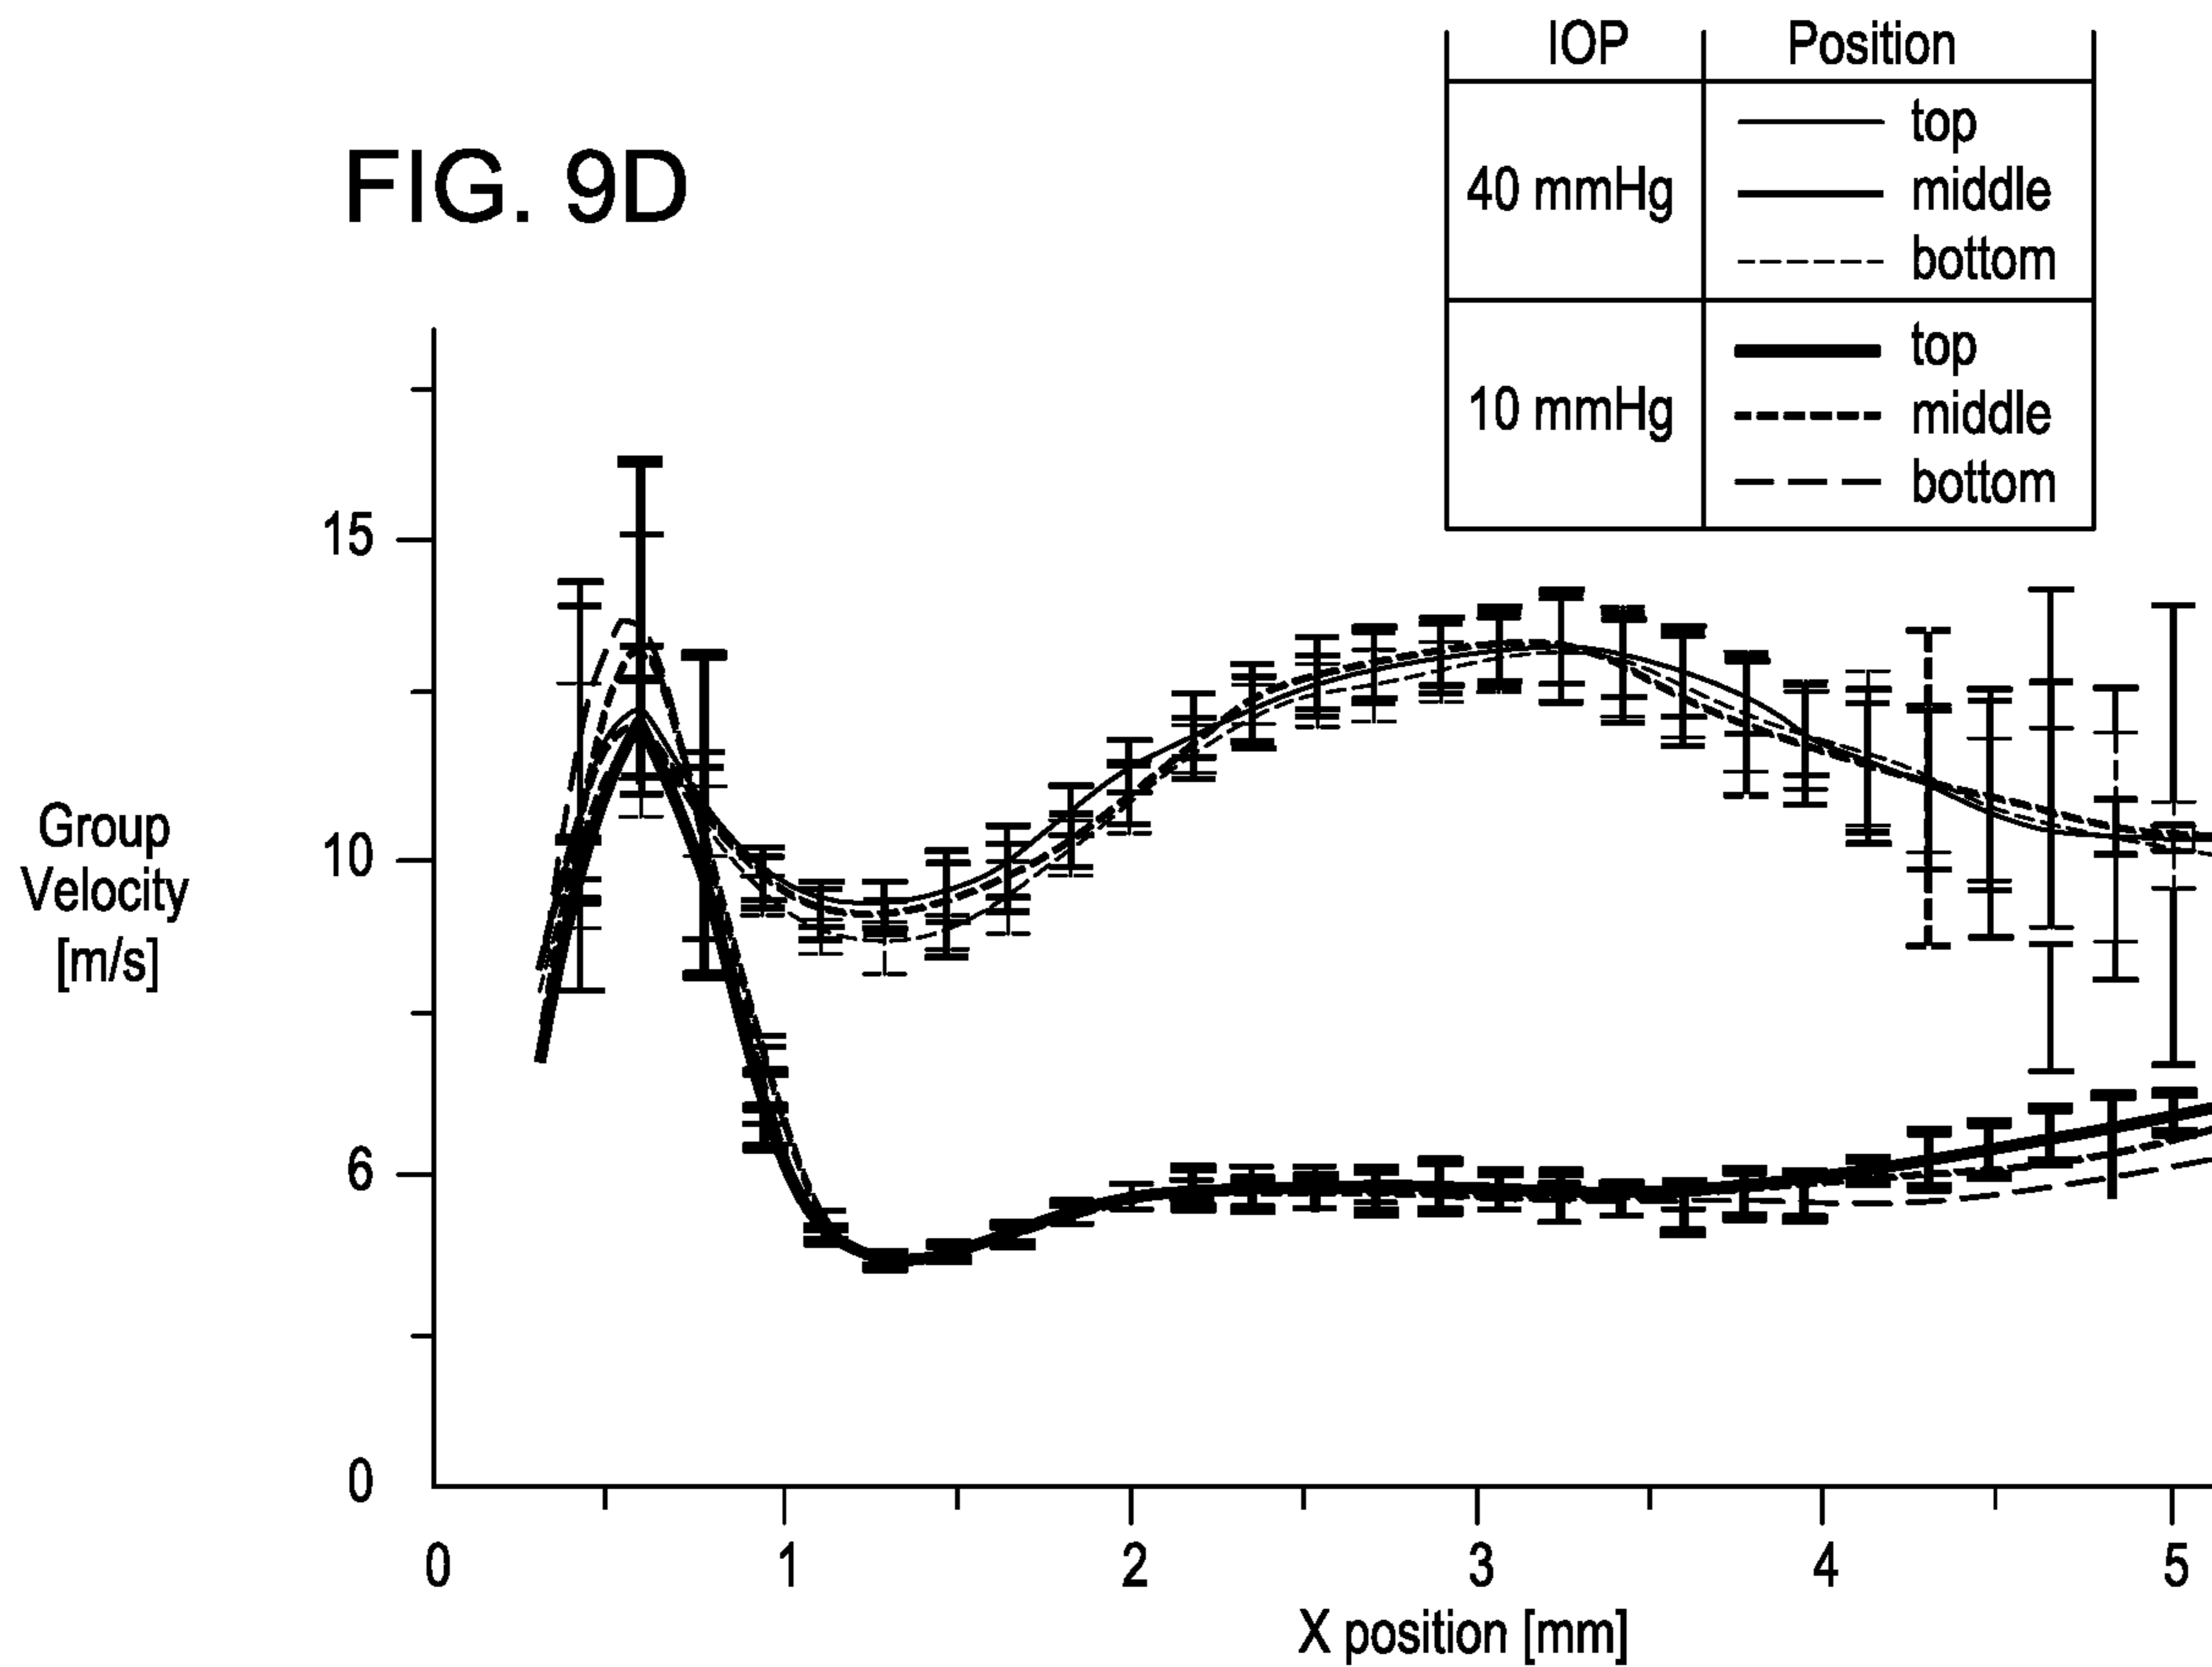 IOP Position
FIG. 9D
40 mmHg
top
middle
bottom
10 mmHg
top
middle
bottom
15
10
6
0
Group
Velocity
[m/s]
0 1 2 3 4 5
X position [mm]